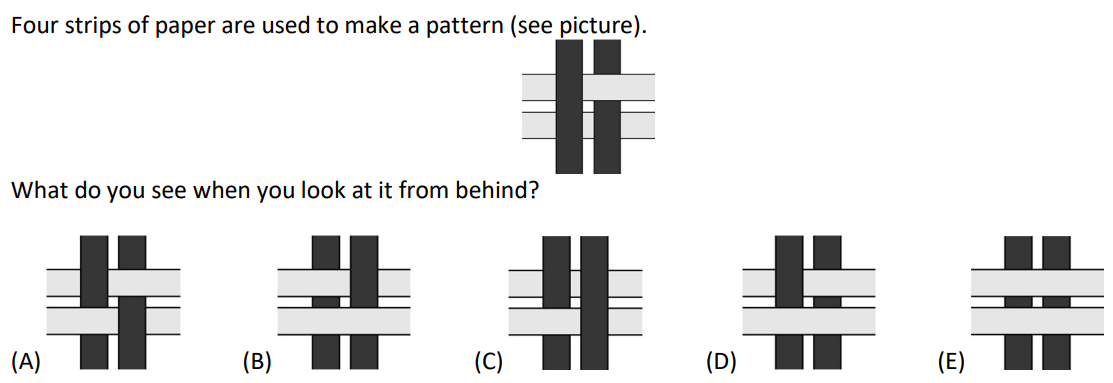 Four strips of paper are used to make a pattern (see picture).
What do you see when you look at it from behind?
(A) (B) (C) (D) (E)